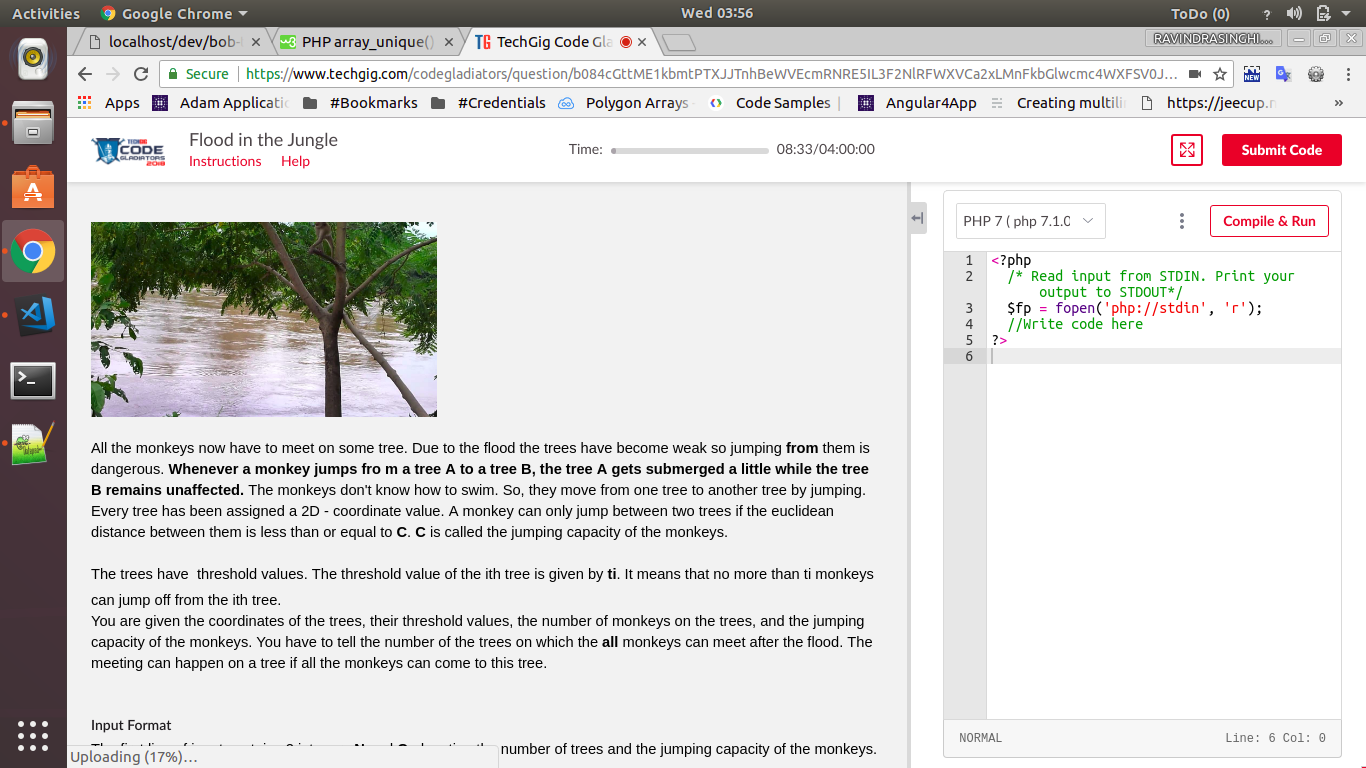 Activities Google Chrome Wed 03:56 ToDo (0) ?
localhost/dev/bob- PHP array_unique() TechGig Code Gla RAVINDRASINGHI...
Secure https://www.techgig.com/codegladiators/question/b084cGttME1kbmtPTXJJTnhBeWVEcmRNRE5IL3F2NlRFWXVCa2xLMnFkbGlwcmc4WXFSV0J...
Apps Adam Applicatio #Bookmarks #Credentials Polygon Arrays Code Samples | Angular4App Creating multilin https://jeecup.n »
TECHGIG CODE GLADIATORS 2018
Flood in the Jungle
Instructions Help
Time: 08:33/04:00:00
Submit Code
All the monkeys now have to meet on some tree. Due to the flood the trees have become weak so jumping from them is
dangerous. Whenever a monkey jumps fro m a tree A to a tree B, the tree A gets submerged a little while the tree
B remains unaffected. The monkeys don't know how to swim. So, they move from one tree to another tree by jumping.
Every tree has been assigned a 2D - coordinate value. A monkey can only jump between two trees if the euclidean
distance between them is less than or equal to C. C is called the jumping capacity of the monkeys.
The trees have threshold values. The threshold value of the ith tree is given by ti. It means that no more than ti monkeys
can jump off from the ith tree.
You are given the coordinates of the trees, their threshold values, the number of monkeys on the trees, and the jumping
capacity of the monkeys. You have to tell the number of the trees on which the all monkeys can meet after the flood. The
meeting can happen on a tree if all the monkeys can come to this tree.
Input Format
number of trees and the jumping capacity of the monkeys.
Uploading (17%)...
PHP 7 ( php 7.1.0
Compile & Run
1 <?php
2 /* Read input from STDIN. Print your
output to STDOUT*/
3 $fp = fopen('php://stdin', 'r');
4 //Write code here
5 ?>
6
NORMAL Line: 6 Col: 0